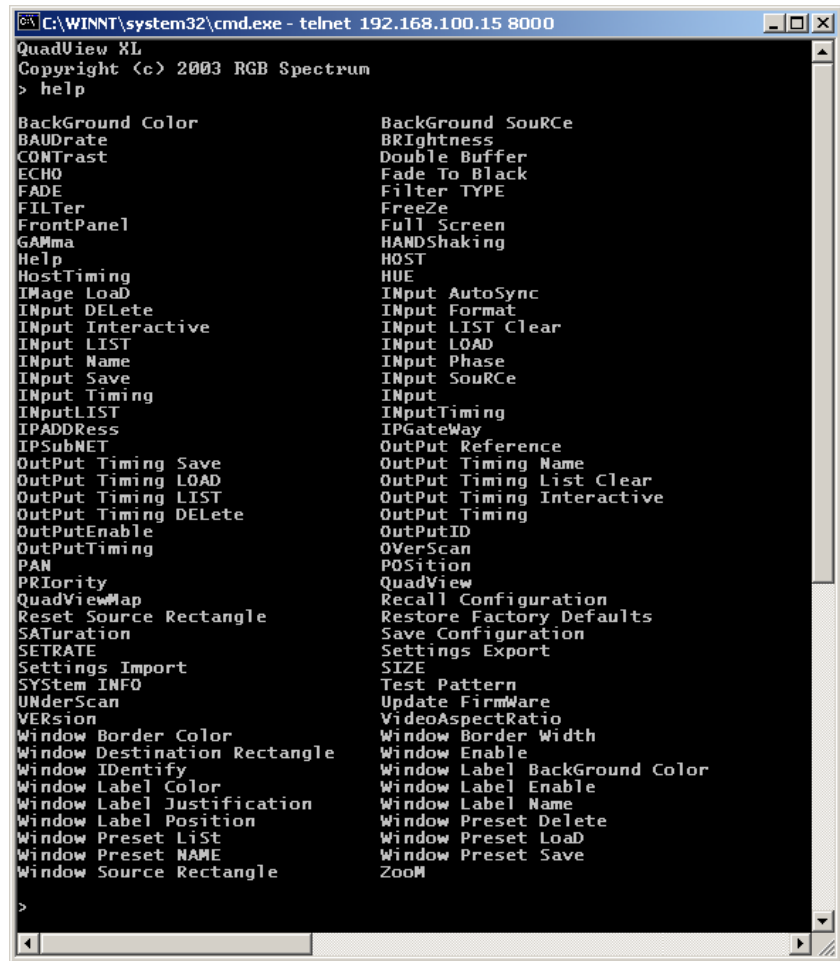 C:\WINNT\system32\cmd.exe - telnet 192.168.100.15 8000
QuadView XL
Copyright (c) 2003 RGB Spectrum
> help
BackGround Color BackGround SouRCe
BAUDrate BRIghtness
CONTrast Double Buffer
ECHO Fade To Black
FADE Filter TYPE
FILTer FreeZe
FrontPanel Full Screen
GAMma HANDShaking
Help HOST
HostTiming HUE
IMage LoaD INput AutoSync
INput DELete INput Format
INput Interactive INput LIST Clear
INput LIST INput LOAD
INput Name INput Phase
INput Save INput SouRCe
INput Timing INput
INputLIST INputTiming
IPADDRess IPGateWay
IPSubNET OutPut Reference
OutPut Timing Save OutPut Timing Name
OutPut Timing LOAD OutPut Timing List Clear
OutPut Timing LIST OutPut Timing Interactive
OutPut Timing DELete OutPut Timing
OutPutEnable OutPutID
OutPutTiming OVerScan
PAN POSition
PRIority QuadView
QuadViewMap Recall Configuration
Reset Source Rectangle Restore Factory Defaults
SATuration Save Configuration
SETRATE Settings Export
Settings Import SIZE
SYStem INFO Test Pattern
UNderScan Update FirmWare
VERsion VideoAspectRatio
Window Border Color Window Border Width
Window Destination Rectangle Window Enable
Window IDentify Window Label BackGround Color
Window Label Color Window Label Enable
Window Label Justification Window Label Name
Window Label Position Window Preset Delete
Window Preset LiSt Window Preset LoaD
Window Preset NAME Window Preset Save
Window Source Rectangle ZooM
>